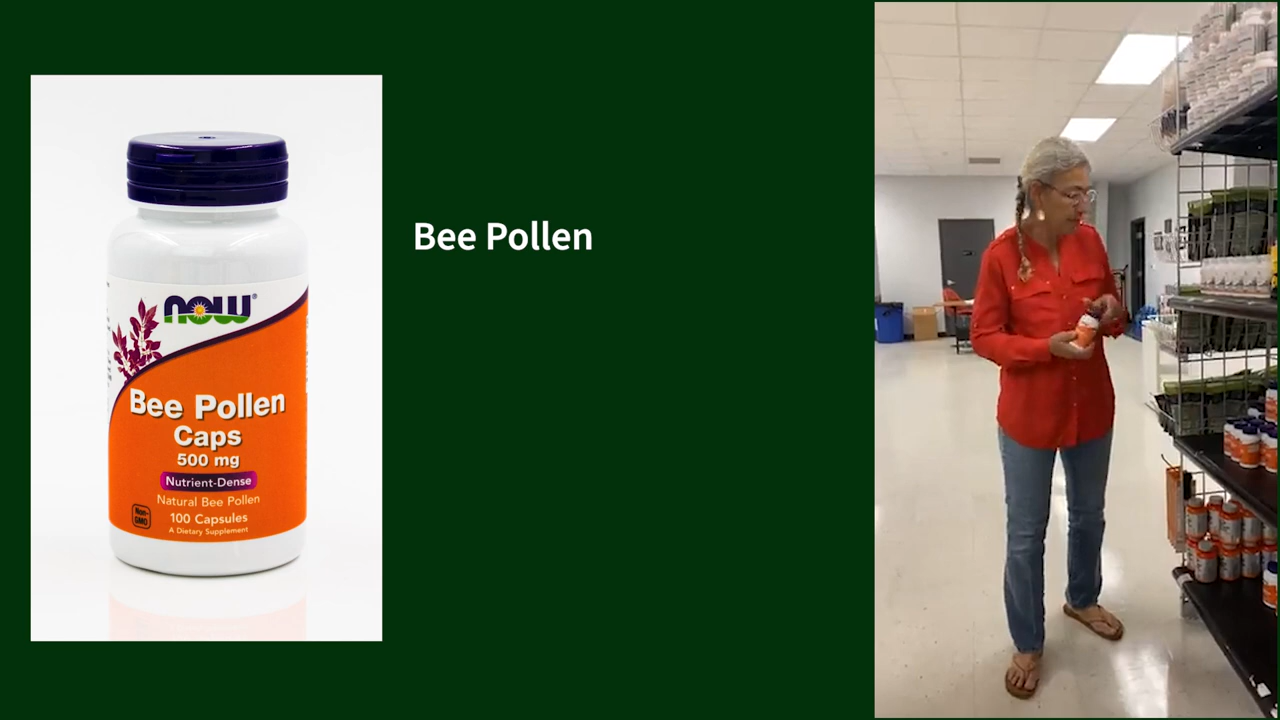 NOW®
Bee Pollen
Caps
500 mg
Nutrient-Dense
Natural Bee Pollen
Non-
GMO
100 Capsules
A Dietary Supplement
Bee Pollen